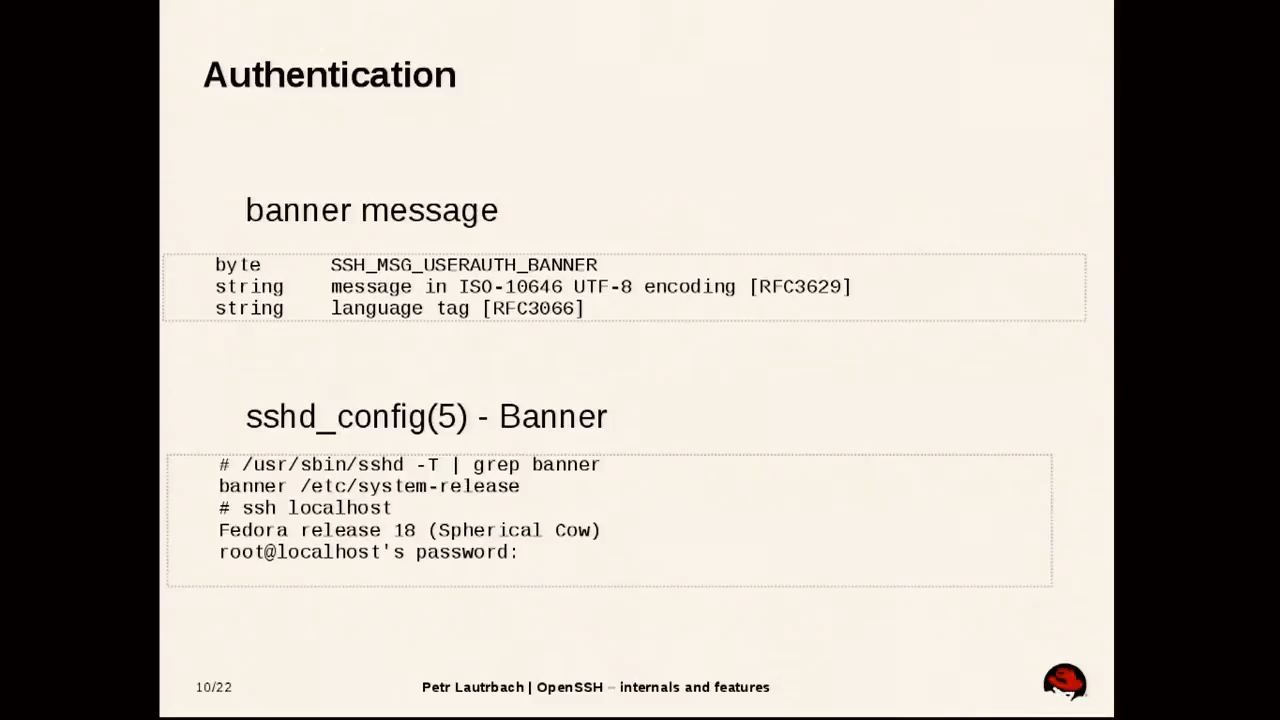 Authentication
banner message
byte SSH_MSG_USERAUTH_BANNER
string message in ISO-10646 UTF-8 encoding [RFC3629]
string language tag [RFC3066]
sshd_config(5) - Banner
# /usr/sbin/sshd -T | grep banner
banner /etc/system-release
# ssh localhost
Fedora release 18 (Spherical Cow)
root@localhost's password:
10/22 Petr Lautrbach | OpenSSH – internals and features